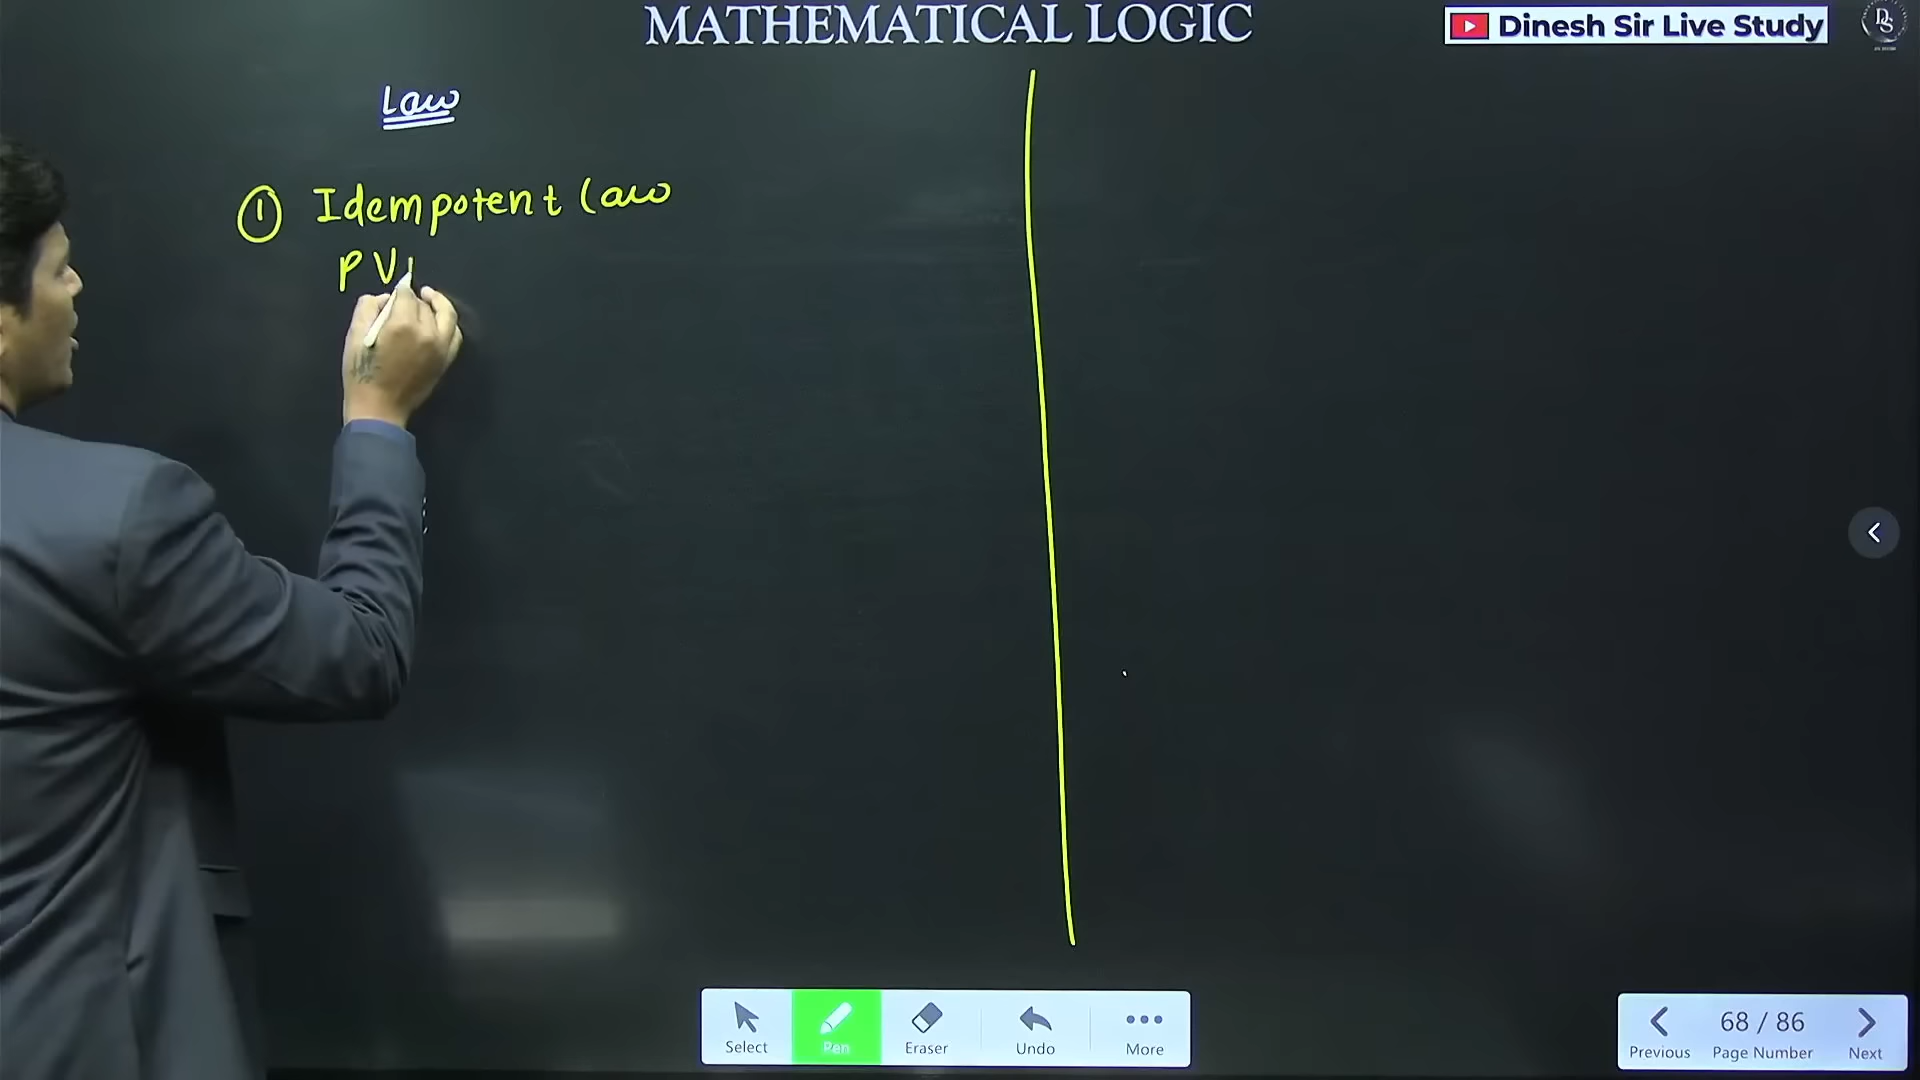 MATHEMATICAL LOGIC
Dinesh Sir Live Study
DS
Law
① Idempotent Law
P V
Select
Pen
Eraser
Undo
More
68 / 86
Previous
Page Number
Next